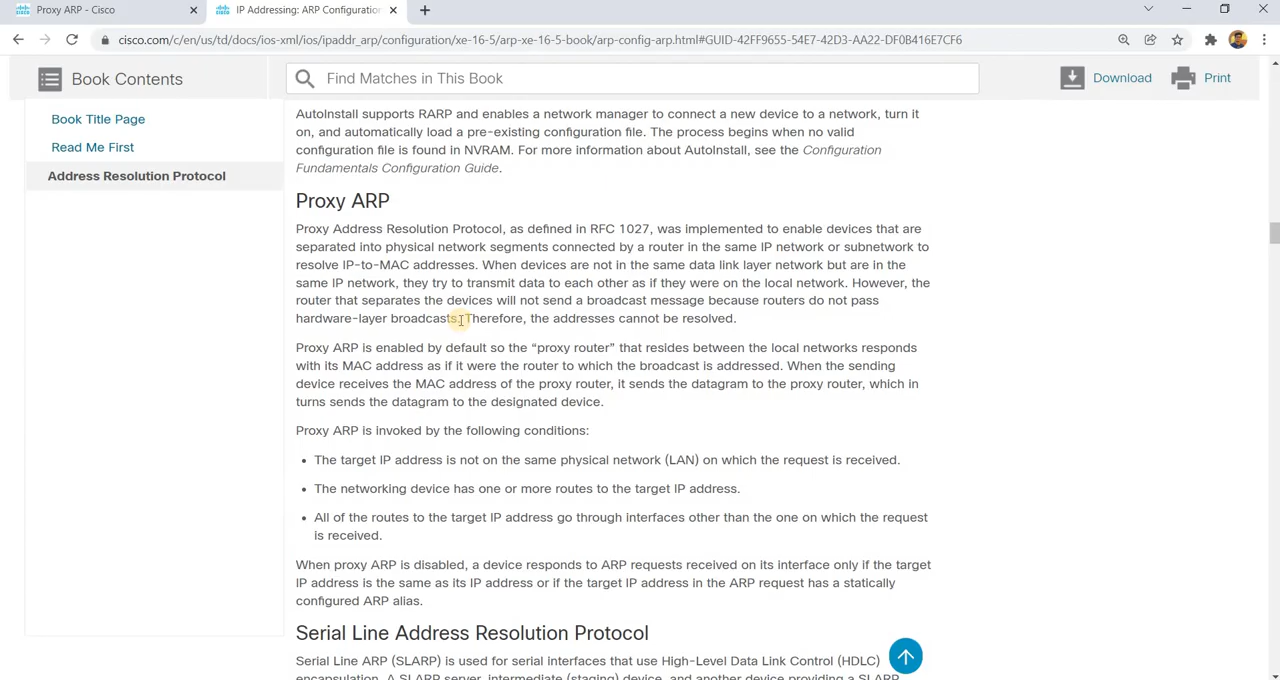 Proxy ARP - Cisco
IP Addressing: ARP Configuration
cisco.com/c/en/us/td/docs/ios-xml/ios/ipaddr_arp/configuration/xe-16-5/arp-xe-16-5-book/arp-config-arp.html#GUID-42FF9655-54E7-42D3-AA22-DF0B416E7CF6
Book Contents
Find Matches in This Book
Download
Print
Book Title Page
Read Me First
Address Resolution Protocol
AutoInstall supports RARP and enables a network manager to connect a new device to a network, turn it
on, and automatically load a pre-existing configuration file. The process begins when no valid
configuration file is found in NVRAM. For more information about AutoInstall, see the Configuration
Fundamentals Configuration Guide.
Proxy ARP
Proxy Address Resolution Protocol, as defined in RFC 1027, was implemented to enable devices that are
separated into physical network segments connected by a router in the same IP network or subnetwork to
resolve IP-to-MAC addresses. When devices are not in the same data link layer network but are in the
same IP network, they try to transmit data to each other as if they were on the local network. However, the
router that separates the devices will not send a broadcast message because routers do not pass
hardware-layer broadcasts. Therefore, the addresses cannot be resolved.
Proxy ARP is enabled by default so the “proxy router” that resides between the local networks responds
with its MAC address as if it were the router to which the broadcast is addressed. When the sending
device receives the MAC address of the proxy router, it sends the datagram to the proxy router, which in
turns sends the datagram to the designated device.
Proxy ARP is invoked by the following conditions:
• The target IP address is not on the same physical network (LAN) on which the request is received.
• The networking device has one or more routes to the target IP address.
• All of the routes to the target IP address go through interfaces other than the one on which the request
is received.
When proxy ARP is disabled, a device responds to ARP requests received on its interface only if the target
IP address is the same as its IP address or if the target IP address in the ARP request has a statically
configured ARP alias.
Serial Line Address Resolution Protocol
Serial Line ARP (SLARP) is used for serial interfaces that use High-Level Data Link Control (HDLC)
encapsulation. A SLARP server, intermediate (staging) device, and another device providing a SLARP